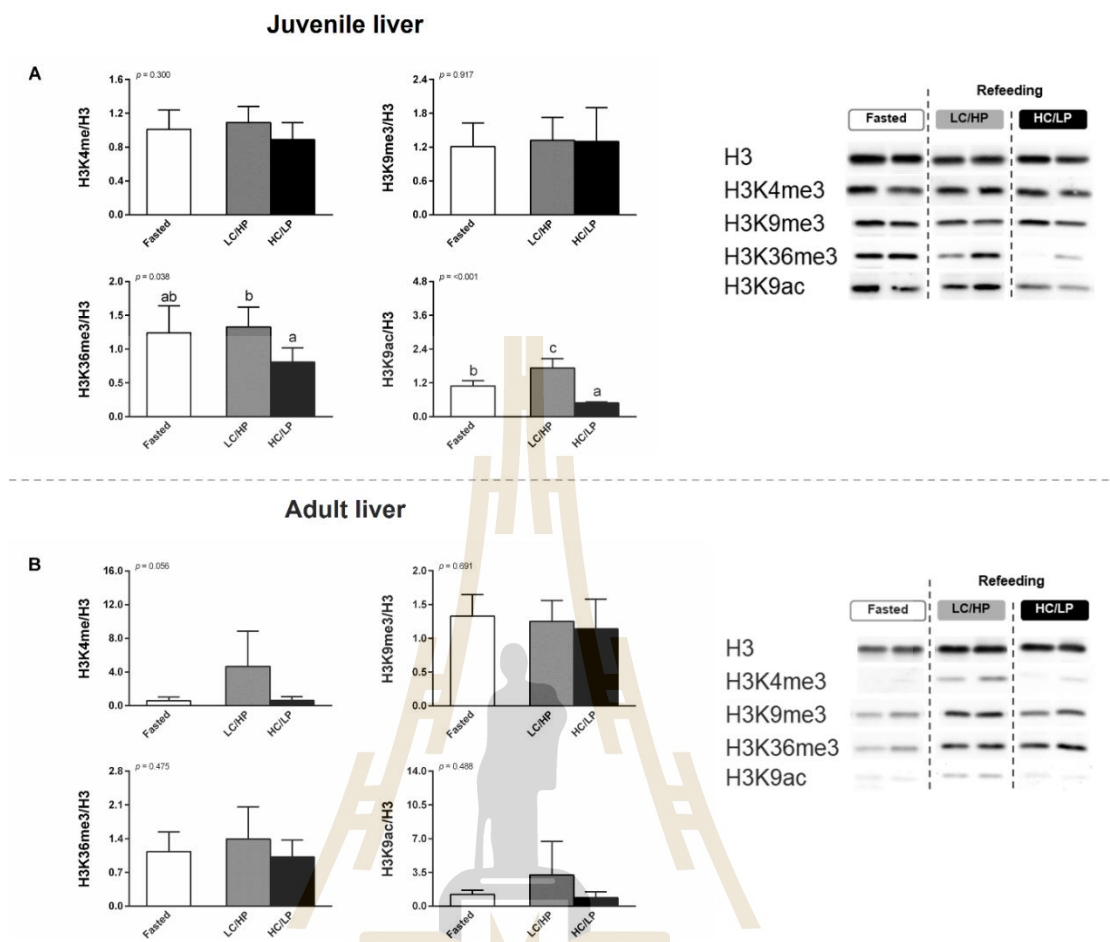 Juvenile liver
A
p = 0.300
H3K4me/H3
1.6
1.2
0.8
0.4
0.0
Fasted
LC/HP
HC/LP
p = 0.917
H3K9me3/H3
2.4
1.8
1.2
0.6
0.0
Fasted
LC/HP
HC/LP
p = 0.038
H3K36me3/H3
2.0
1.5
1.0
0.5
0.0
ab
b
a
Fasted
LC/HP
HC/LP
p = <0.001
H3K9ac/H3
4.8
3.6
2.4
1.2
0.0
b
c
a
Fasted
LC/HP
HC/LP
Refeeding
Fasted
LC/HP
HC/LP
H3
H3K4me3
H3K9me3
H3K36me3
H3K9ac
Adult liver
B
p = 0.056
H3K4me/H3
16.0
12.0
8.0
4.0
0.0
Fasted
LC/HP
HC/LP
p = 0.691
H3K9me3/H3
2.0
1.5
1.0
0.5
0.0
Fasted
LC/HP
HC/LP
p = 0.475
H3K36me3/H3
2.8
2.1
1.4
0.7
0.0
Fasted
LC/HP
HC/LP
p = 0.488
H3K9ac/H3
14.0
10.5
7.0
3.5
0.0
Fasted
LC/HP
HC/LP
Refeeding
Fasted
LC/HP
HC/LP
H3
H3K4me3
H3K9me3
H3K36me3
H3K9ac